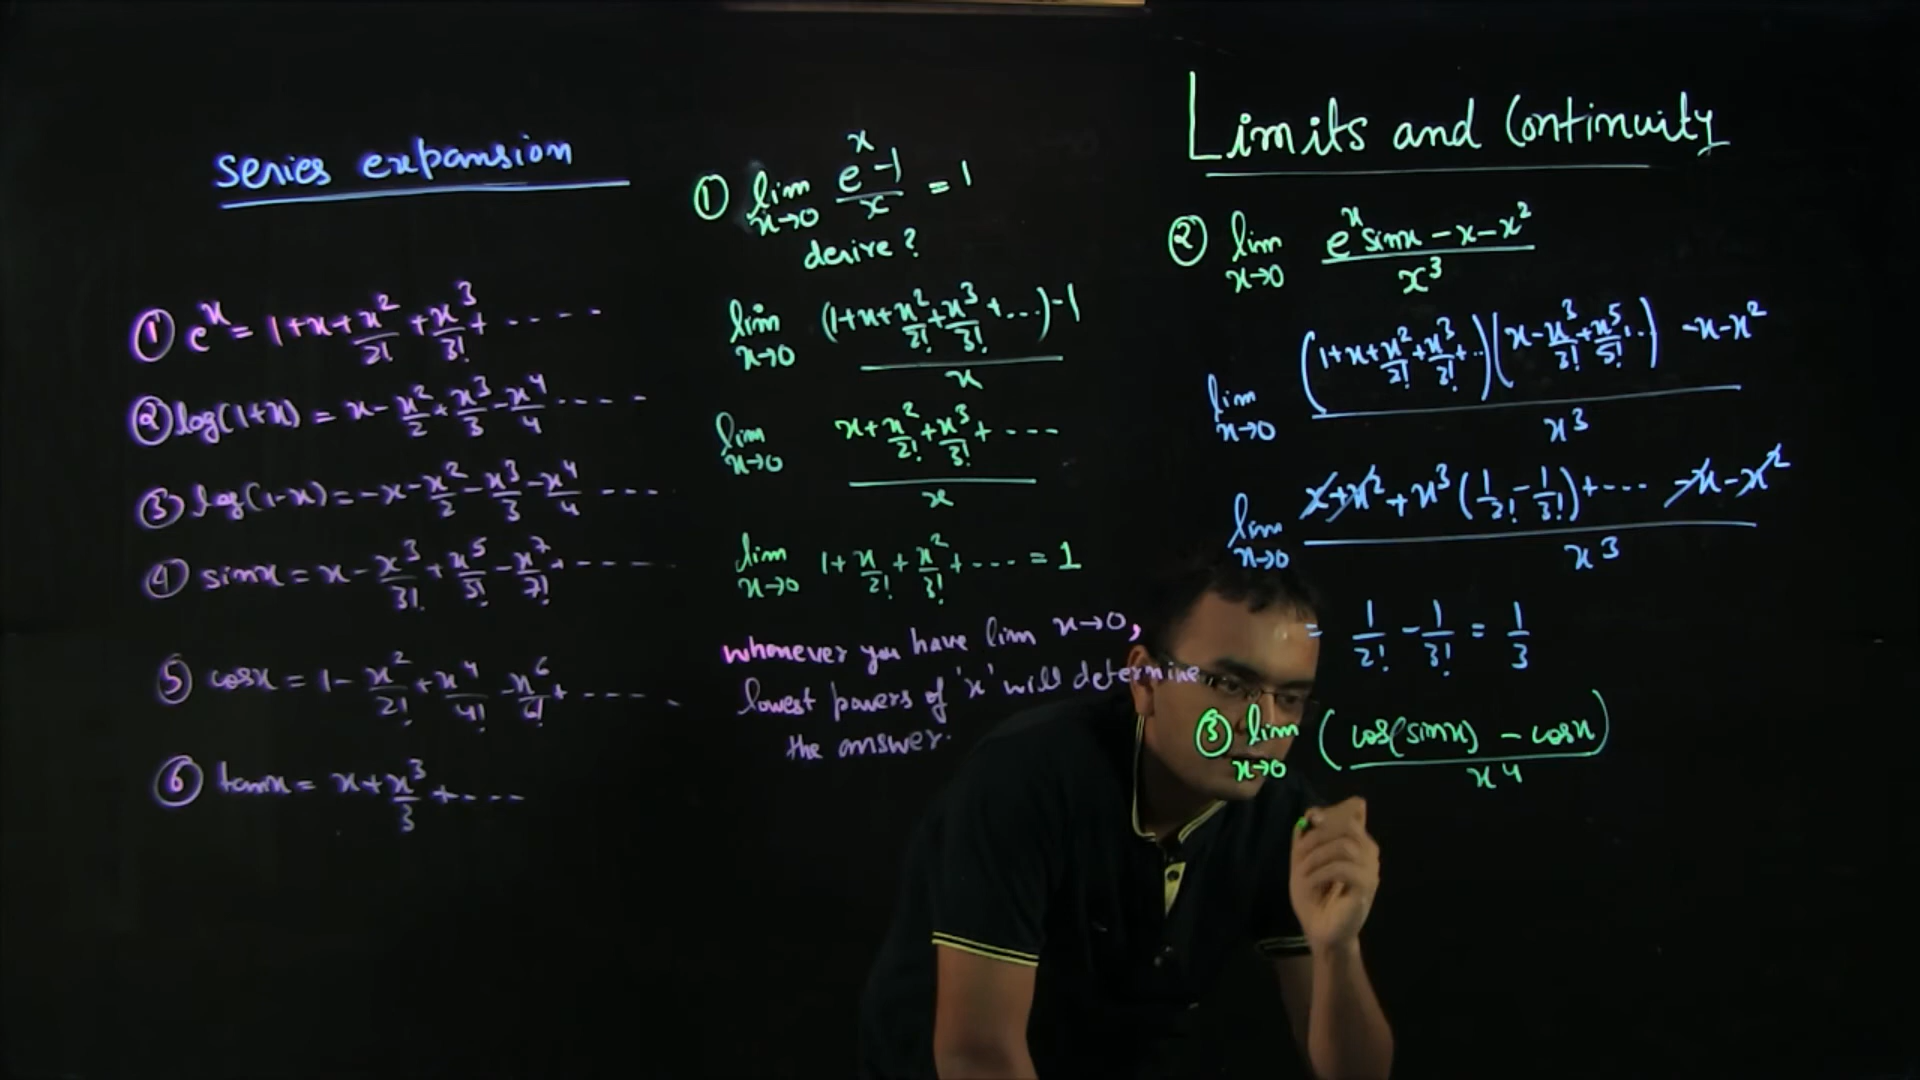 series expansion
① e^x = 1+x+x²/2!+x³/3!+.....
② log(1+x) = x-x²/2+x³/3-x⁴/4.....
③ log(1-x) = -x-x²/2-x³/3-x⁴/4 ....
④ sinx = x-x³/3!+x⁵/5!-x⁷/7!+.....
⑤ cosx = 1-x²/2!+x⁴/4!-x⁶/6!+.....
⑥ tanx = x+x³/3+....
① lim x→0 (e^x-1)/x = 1
derive?
lim x→0 ((1+x+x²/2!+x³/3!+...)-1)/x
lim x→0 (x+x²/2!+x³/3!+....)/x
lim x→0 1+x/2!+x²/3!+.... = 1
whenever you have lim x→0,
lowest powers of 'x' will determine
the answer.
Limits and Continuity
② lim x→0 (e^x sinx-x-x²)/x³
lim x→0 ((1+x+x²/2!+x³/3!+..)(x-x³/3!+x⁵/5!...) -x-x²)/x³
lim x→0 (x+x²+x³(1/2!-1/3!)+.... -x-x²)/x³
= 1/2!-1/3! = 1/3
③ lim x→0 (cos(sinx)-cosx)/x⁴